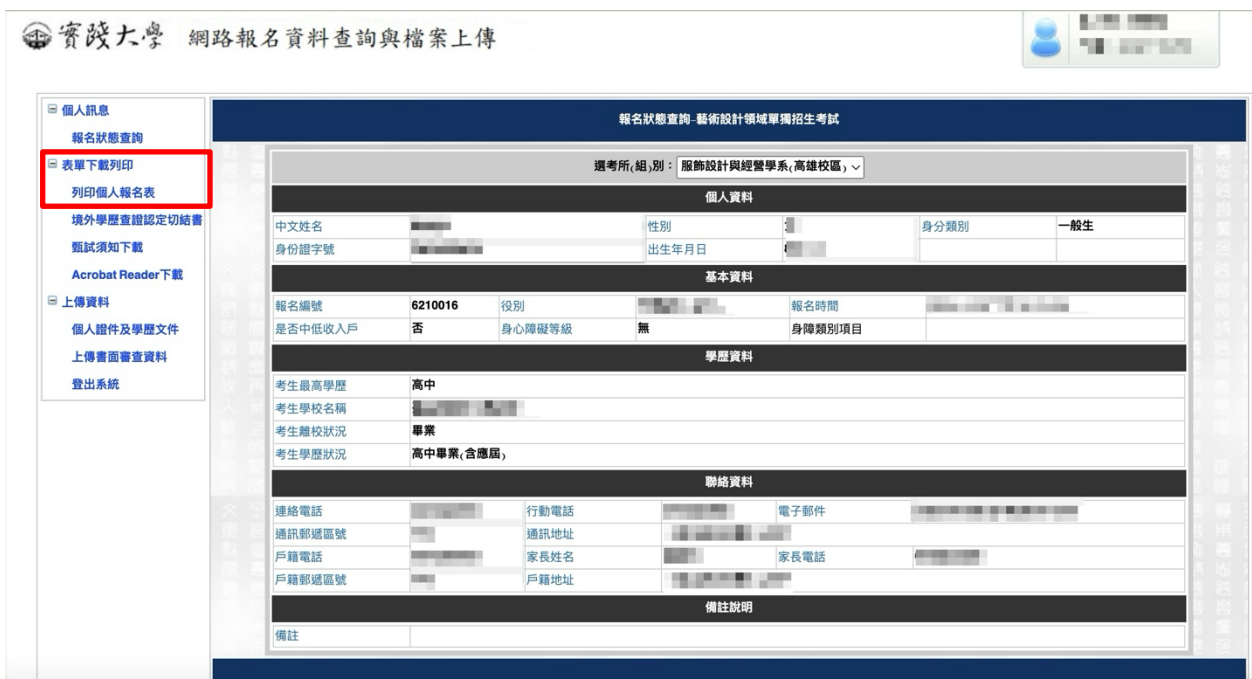 實踐大學 網路報名資料查詢與檔案上傳
個人訊息
報名狀態查詢
表單下載列印
列印個人報名表
境外學歷查證認定切結書
甄試須知下載
Acrobat Reader下載
上傳資料
個人證件及學歷文件
上傳書面審查資料
登出系統
報名狀態查詢-藝術設計領域單獨招生考試
選考所(組)別： 服飾設計與經營學系(高雄校區)
個人資料
中文姓名 性別 身分類別 一般生
身份證字號 出生年月日
基本資料
報名編號 6210016 役別 報名時間
是否中低收入戶 否 身心障礙等級 無 身障類別項目
學歷資料
考生最高學歷 高中
考生學校名稱
考生離校狀況 畢業
考生學歷狀況 高中畢業(含應屆)
聯絡資料
連絡電話 行動電話 電子郵件
通訊郵遞區號 通訊地址
戶籍電話 家長姓名 家長電話
戶籍郵遞區號 戶籍地址
備註說明
備註